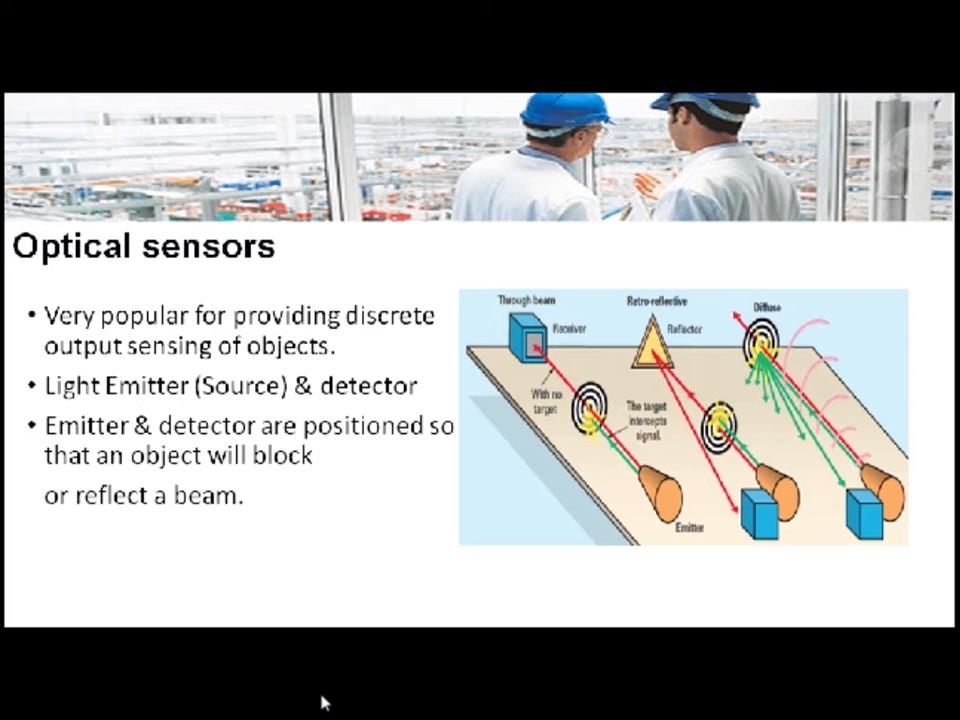 Optical sensors
• Very popular for providing discrete
output sensing of objects.
• Light Emitter (Source) & detector
• Emitter & detector are positioned so
that an object will block
or reflect a beam.
Through beam
Retro-reflective
Diffuse
Receiver
Reflector
With no
target
The target
intercepts
signal.
Emitter